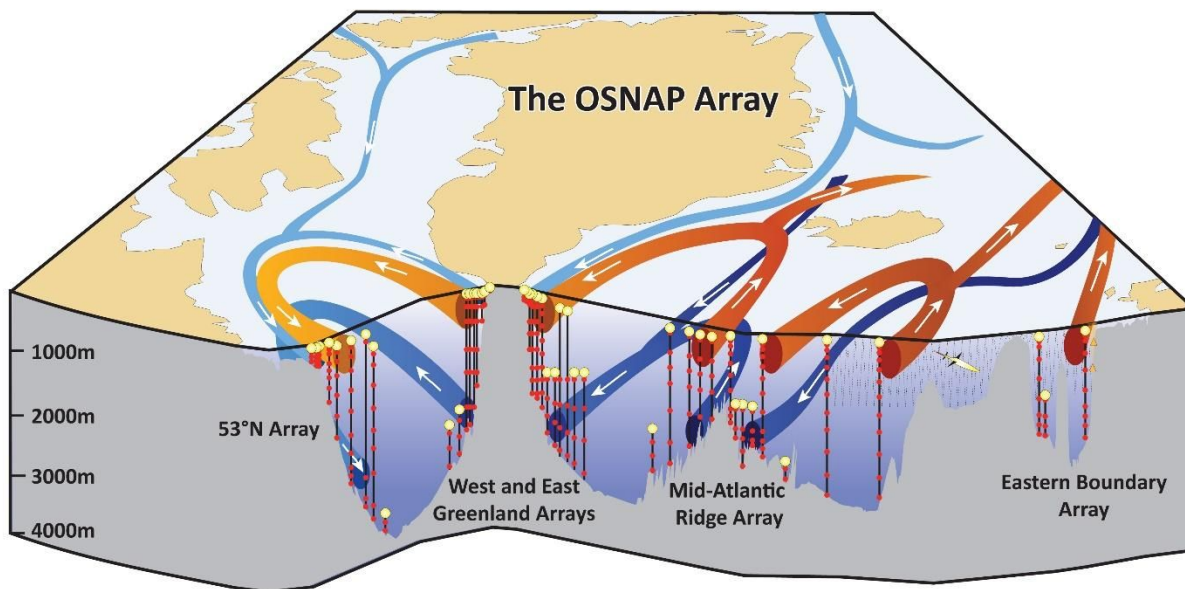 The OSNAP Array
1000m
2000m
3000m
4000m
53°N Array
West and East
Greenland Arrays
Mid-Atlantic
Ridge Array
Eastern Boundary
Array